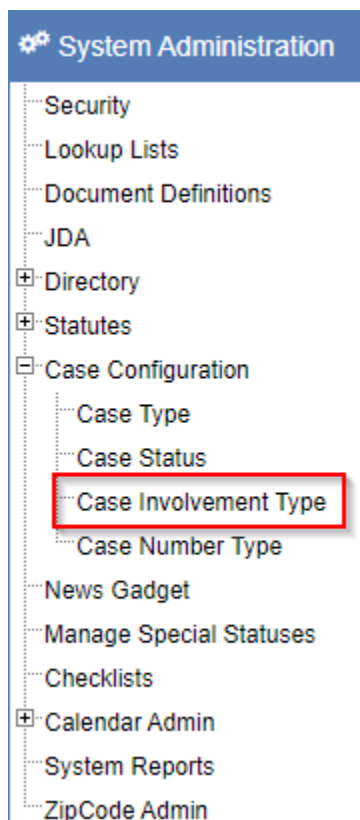 System Administration
Security
Lookup Lists
Document Definitions
JDA
Directory
Statutes
Case Configuration
Case Type
Case Status
Case Involvement Type
Case Number Type
News Gadget
Manage Special Statuses
Checklists
Calendar Admin
System Reports
ZipCode Admin